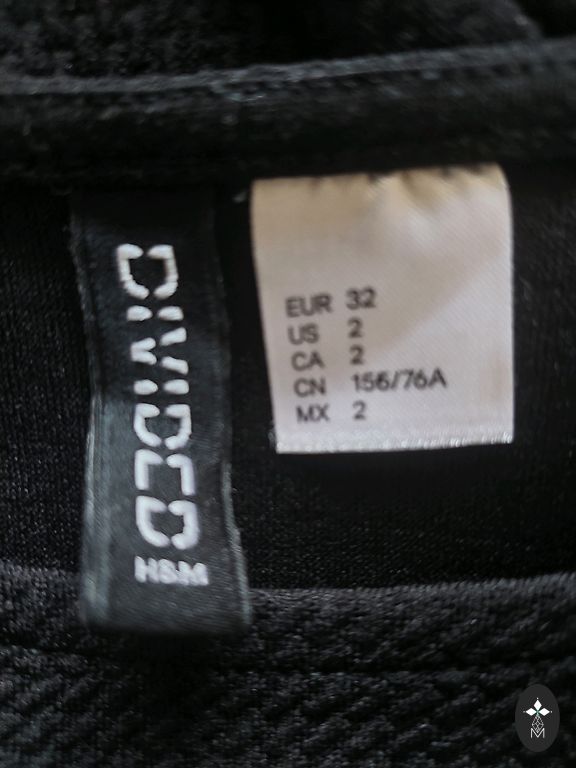 DIVIDED
H&M
EUR 32
US 2
CA 2
CN 156/76A
MX 2
M